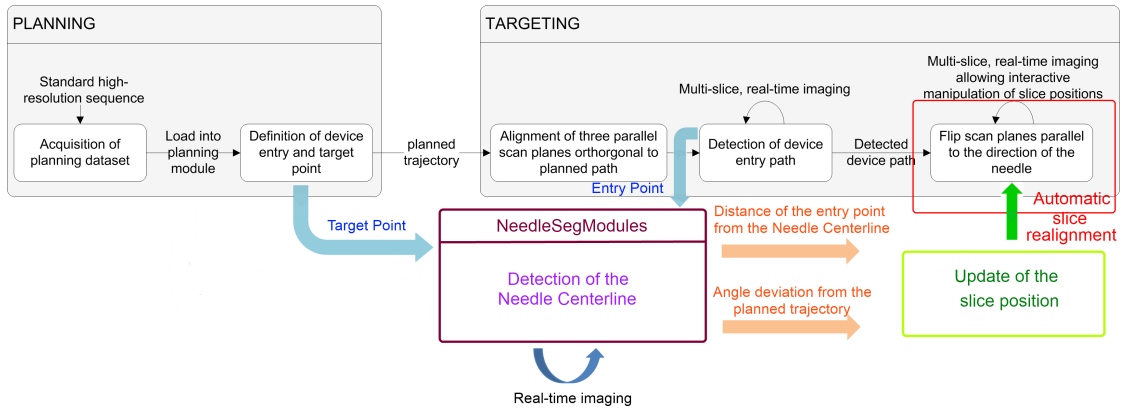 PLANNING
Standard high-
resolution sequence
Acquisition of
planning dataset
Load into
planning
module
Definition of device
entry and target
point
planned
trajectory
TARGETING
Alignment of three parallel
scan planes orthorgonal to
planned path
Multi-slice, real-time imaging
Detection of device
entry path
Detected
device path
Multi-slice, real-time imaging
allowing interactive
manipulation of slice positions
Flip scan planes parallel
to the direction of the
needle
Automatic
slice
realignment
Target Point
Entry Point
NeedleSegModules
Detection of the
Needle Centerline
Distance of the entry point
from the Needle Centerline
Angle deviation from the
planned trajectory
Update of the
slice position
Real-time imaging